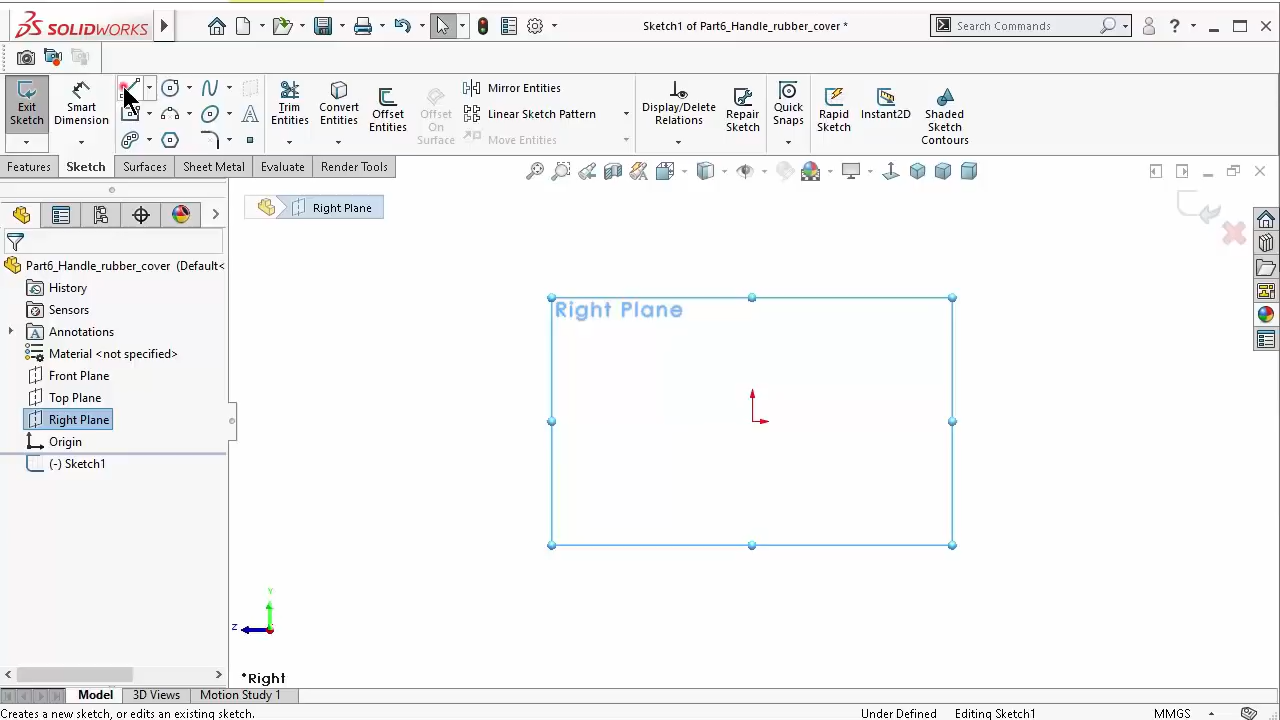 SOLIDWORKS
Sketch1 of Part6_Handle_rubber_cover *
Search Commands
?
Exit Sketch
Smart Dimension
Trim Entities
Convert Entities
Offset Entities
Offset On Surface
Mirror Entities
Linear Sketch Pattern
Move Entities
Display/Delete Relations
Repair Sketch
Quick Snaps
Rapid Sketch
Instant2D
Shaded Sketch Contours
Features
Sketch
Surfaces
Sheet Metal
Evaluate
Render Tools
Right Plane
Part6_Handle_rubber_cover (Default<
History
Sensors
Annotations
Material <not specified>
Front Plane
Top Plane
Right Plane
Origin
(-) Sketch1
Right Plane
Y
Z
*Right
Model
3D Views
Motion Study 1
Creates a new sketch, or edits an existing sketch.
Under Defined
Editing Sketch1
MMGS